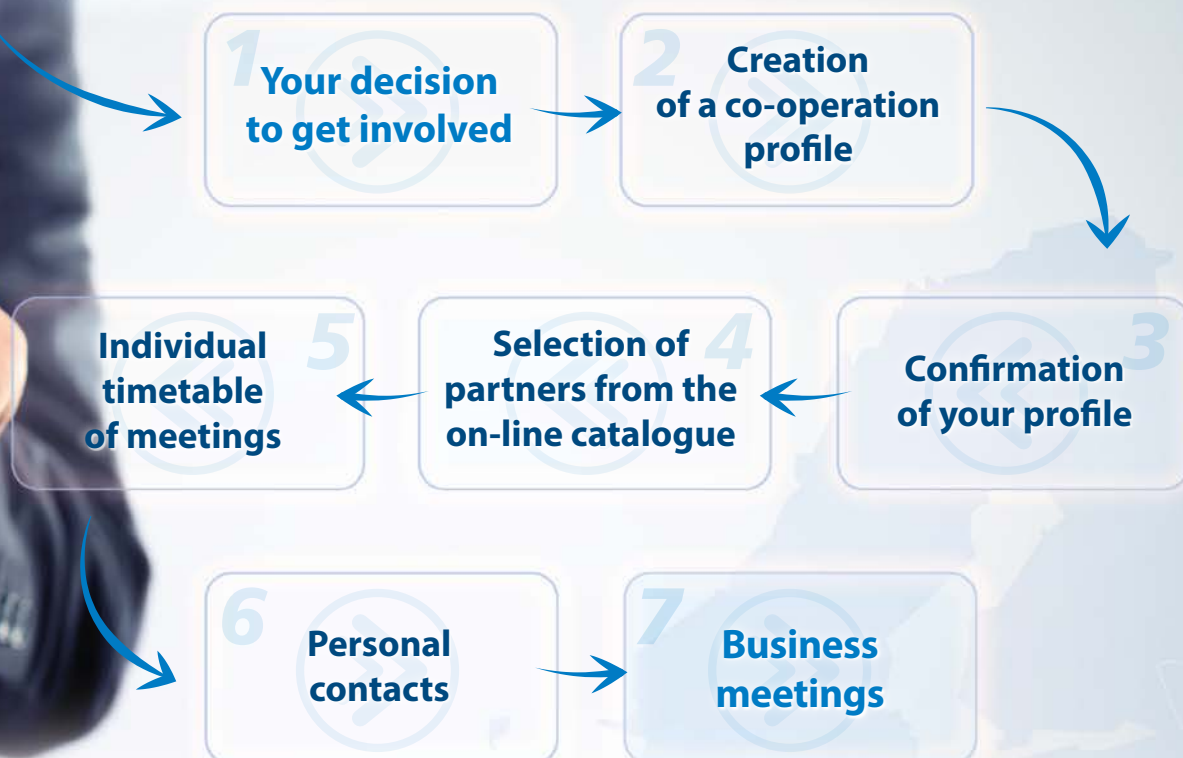 1
Your decision
to get involved
2
Creation
of a co-operation
profile
3
Confirmation
of your profile
4
Selection of
partners from the
on-line catalogue
5
Individual
timetable
of meetings
6
Personal
contacts
7
Business
meetings